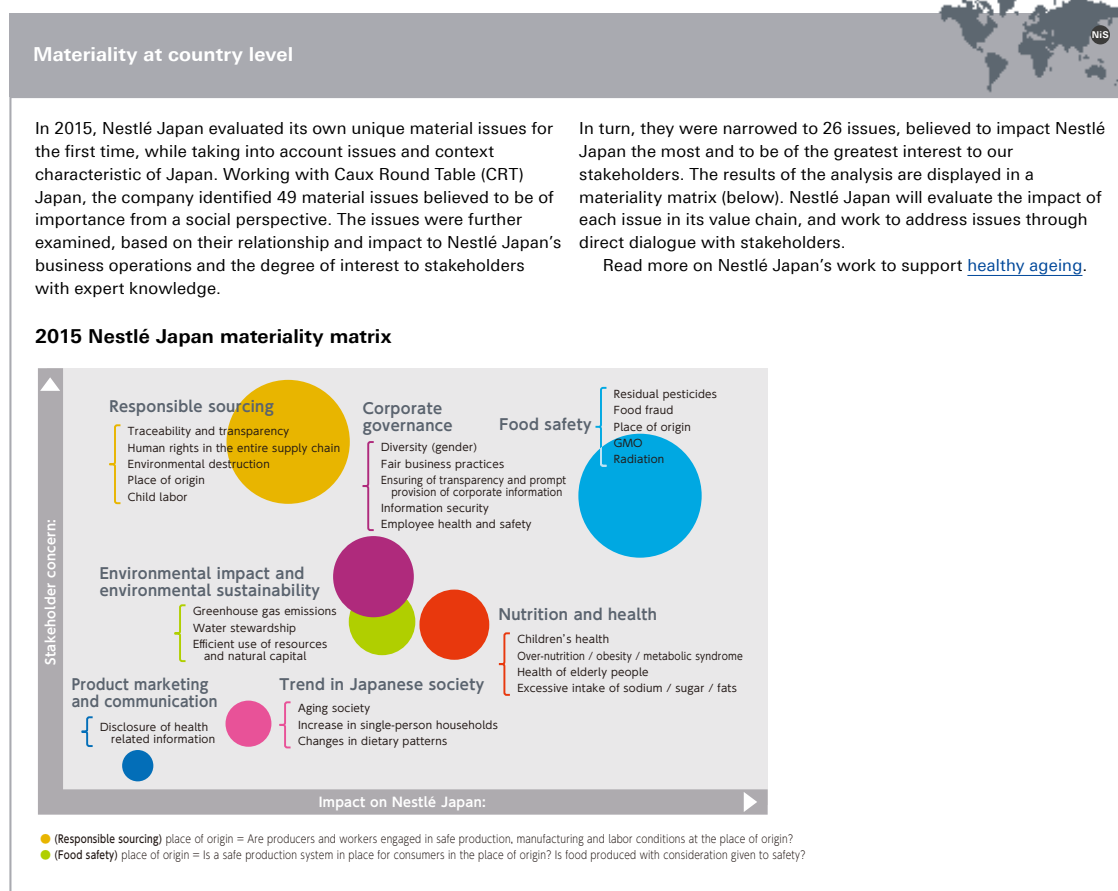 Materiality at country level
NiS
In 2015, Nestlé Japan evaluated its own unique material issues for
the first time, while taking into account issues and context
characteristic of Japan. Working with Caux Round Table (CRT)
Japan, the company identified 49 material issues believed to be of
importance from a social perspective. The issues were further
examined, based on their relationship and impact to Nestlé Japan's
business operations and the degree of interest to stakeholders
with expert knowledge.
In turn, they were narrowed to 26 issues, believed to impact Nestlé
Japan the most and to be of the greatest interest to our
stakeholders. The results of the analysis are displayed in a
materiality matrix (below). Nestlé Japan will evaluate the impact of
each issue in its value chain, and work to address issues through
direct dialogue with stakeholders.
Read more on Nestlé Japan's work to support healthy ageing.
2015 Nestlé Japan materiality matrix
Stakeholder concern:
Responsible sourcing
Traceability and transparency
Human rights in the entire supply chain
Environmental destruction
Place of origin
Child labor
Corporate
governance
Diversity (gender)
Fair business practices
Ensuring of transparency and prompt
provision of corporate information
Information security
Employee health and safety
Food safety
Residual pesticides
Food fraud
Place of origin
GMO
Radiation
Environmental impact and
environmental sustainability
Greenhouse gas emissions
Water stewardship
Efficient use of resources
and natural capital
Nutrition and health
Children's health
Over-nutrition / obesity / metabolic syndrome
Health of elderly people
Excessive intake of sodium / sugar / fats
Product marketing
and communication
Disclosure of health
related information
Trend in Japanese society
Aging society
Increase in single-person households
Changes in dietary patterns
Impact on Nestlé Japan:
(Responsible sourcing) place of origin = Are producers and workers engaged in safe production, manufacturing and labor conditions at the place of origin?
(Food safety) place of origin = Is a safe production system in place for consumers in the place of origin? Is food produced with consideration given to safety?